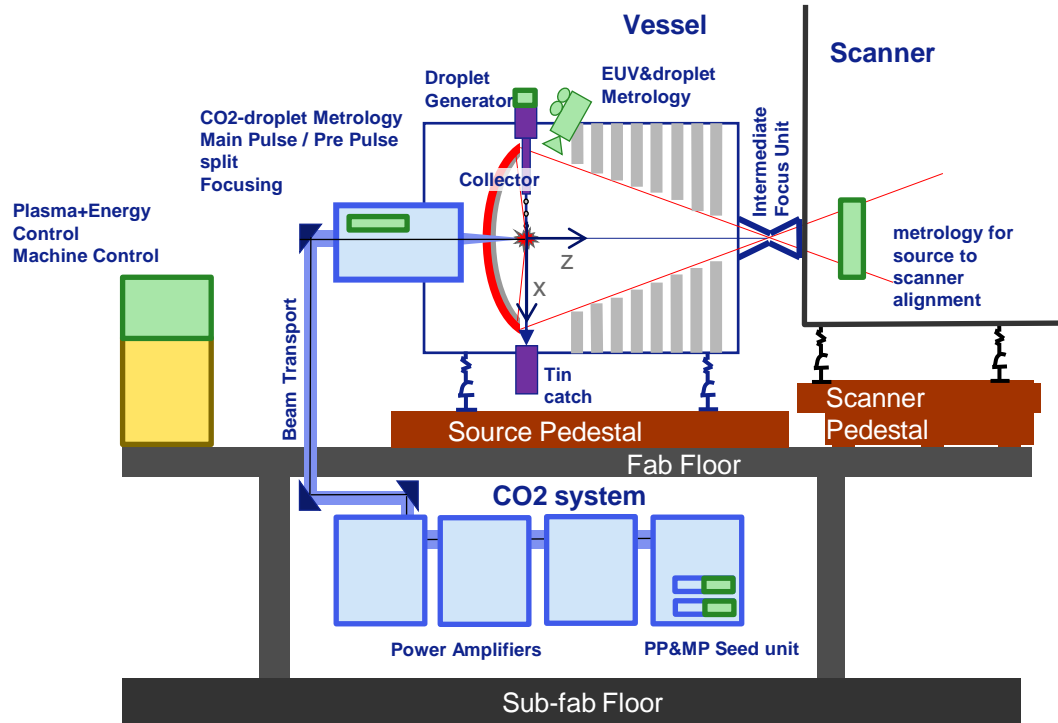 Vessel
Scanner
Droplet
Generator
EUV&droplet
Metrology
CO2-droplet Metrology
Main Pulse / Pre Pulse
split
Focusing
Collector
Intermediate
Focus Unit
Plasma+Energy
Control
Machine Control
Z
X
metrology for
source to
scanner
alignment
Beam Transport
Tin
catch
Source Pedestal
Scanner
Pedestal
Fab Floor
CO2 system
Power Amplifiers
PP&MP Seed unit
Sub-fab Floor